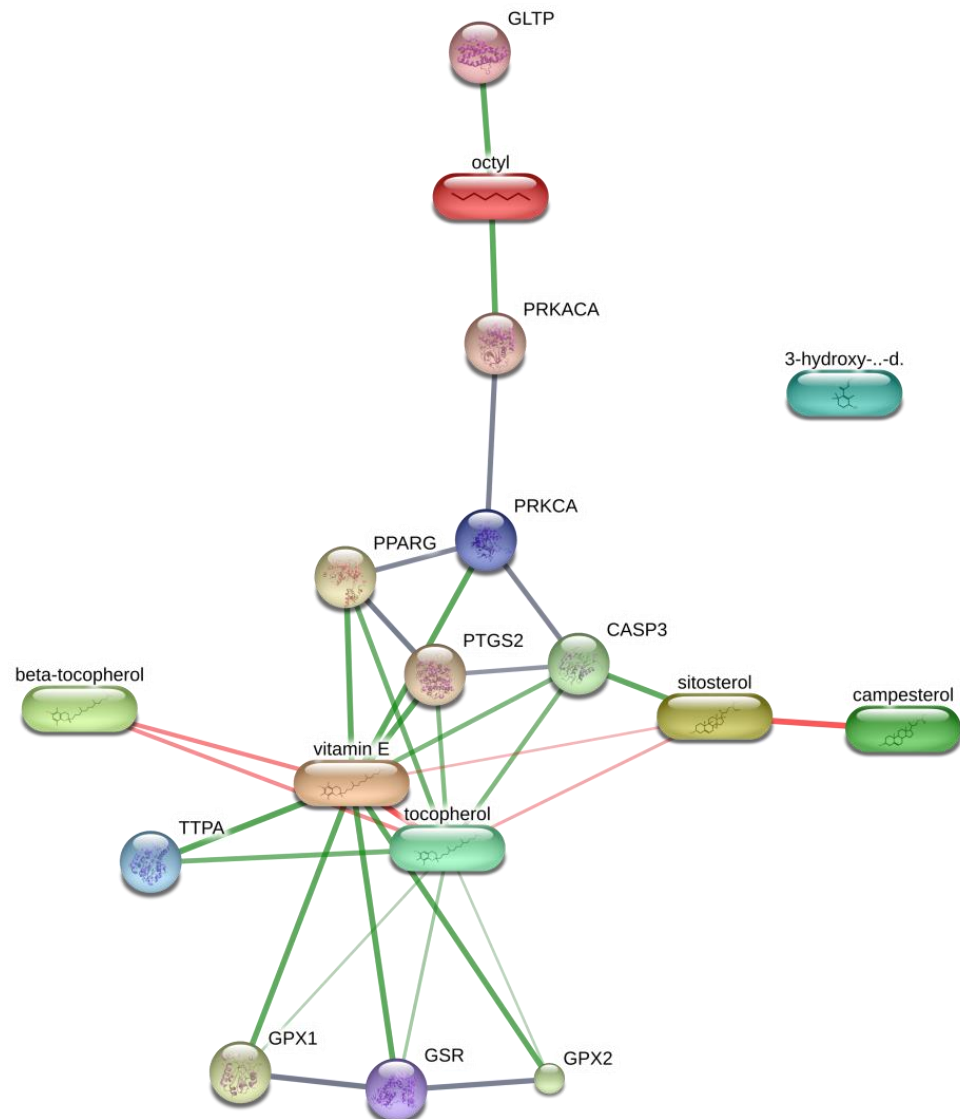 GLTP
octyl
PRKACA
3-hydroxy-..-d.
PRKCA
PPARG
PTGS2
CASP3
beta-tocopherol
sitosterol
campesterol
vitamin E
tocopherol
TTPA
GPX1
GSR
GPX2